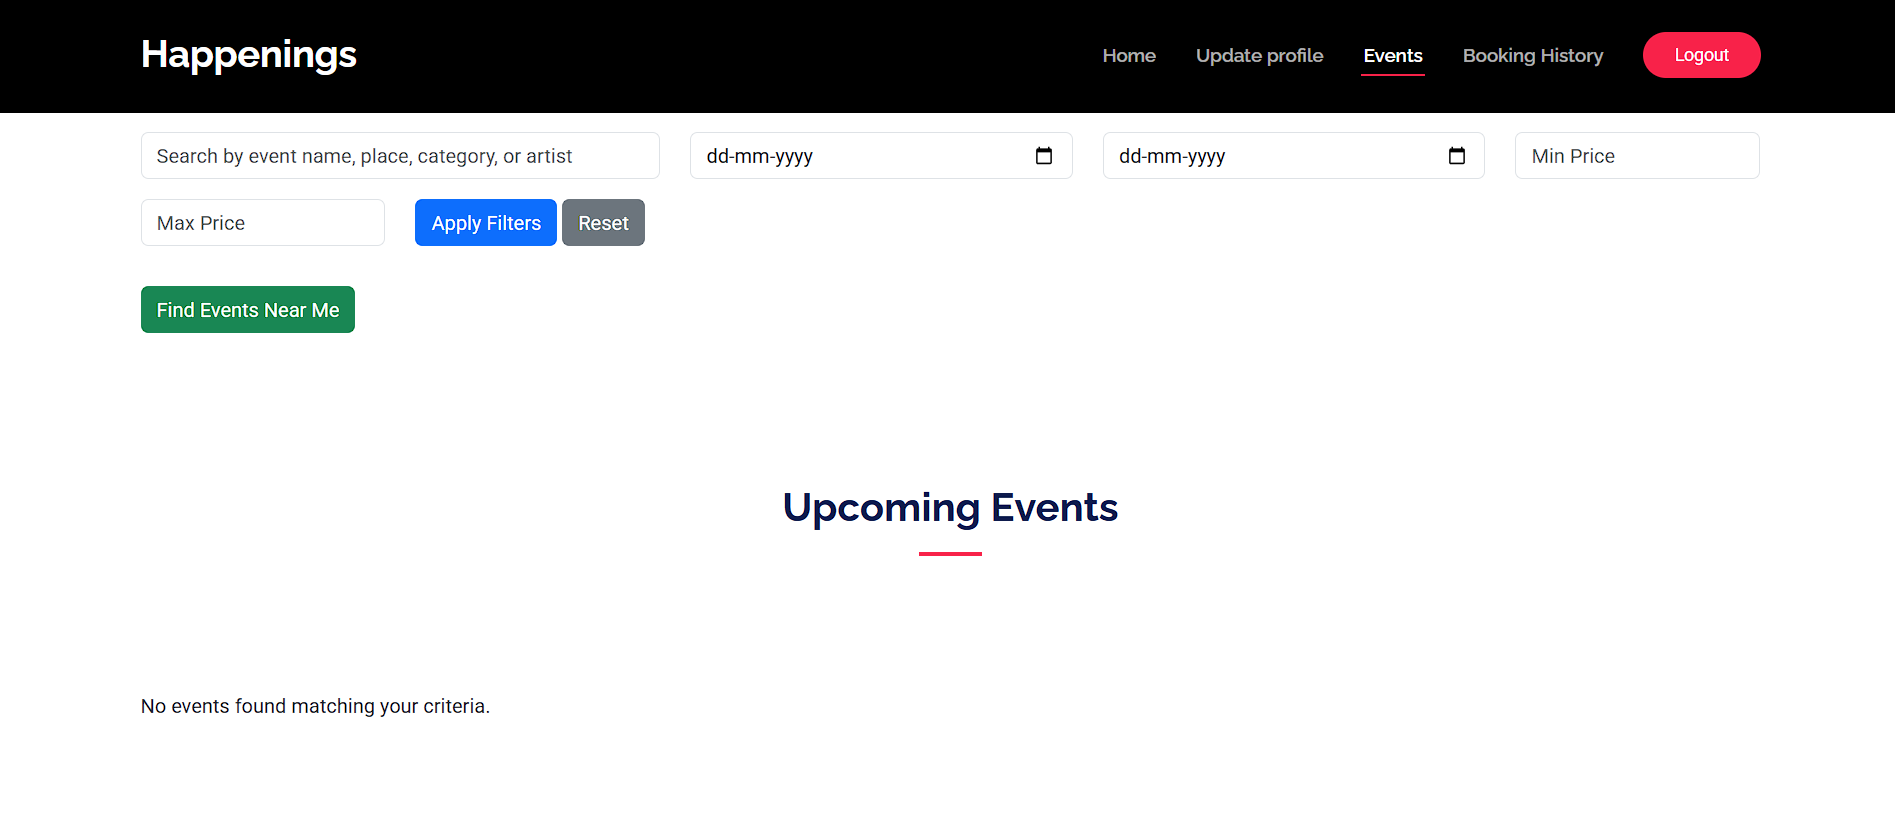 Happenings
Home Update profile Events Booking History Logout
Search by event name, place, category, or artist dd-mm-yyyy dd-mm-yyyy Min Price
Max Price Apply Filters Reset
Find Events Near Me
Upcoming Events
No events found matching your criteria.